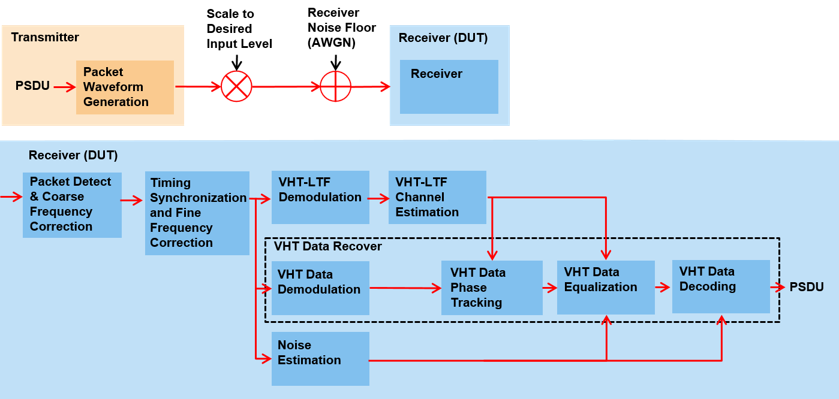 Transmitter
PSDU
Packet
Waveform
Generation
Scale to
Desired
Input Level
Receiver
Noise Floor
(AWGN)
Receiver (DUT)
Receiver
Receiver (DUT)
Packet Detect
& Coarse
Frequency
Correction
Timing
Synchronization
and Fine
Frequency
Correction
VHT-LTF
Demodulation
VHT-LTF
Channel
Estimation
VHT Data Recover
VHT Data
Demodulation
VHT Data
Phase
Tracking
VHT Data
Equalization
VHT Data
Decoding
PSDU
Noise
Estimation